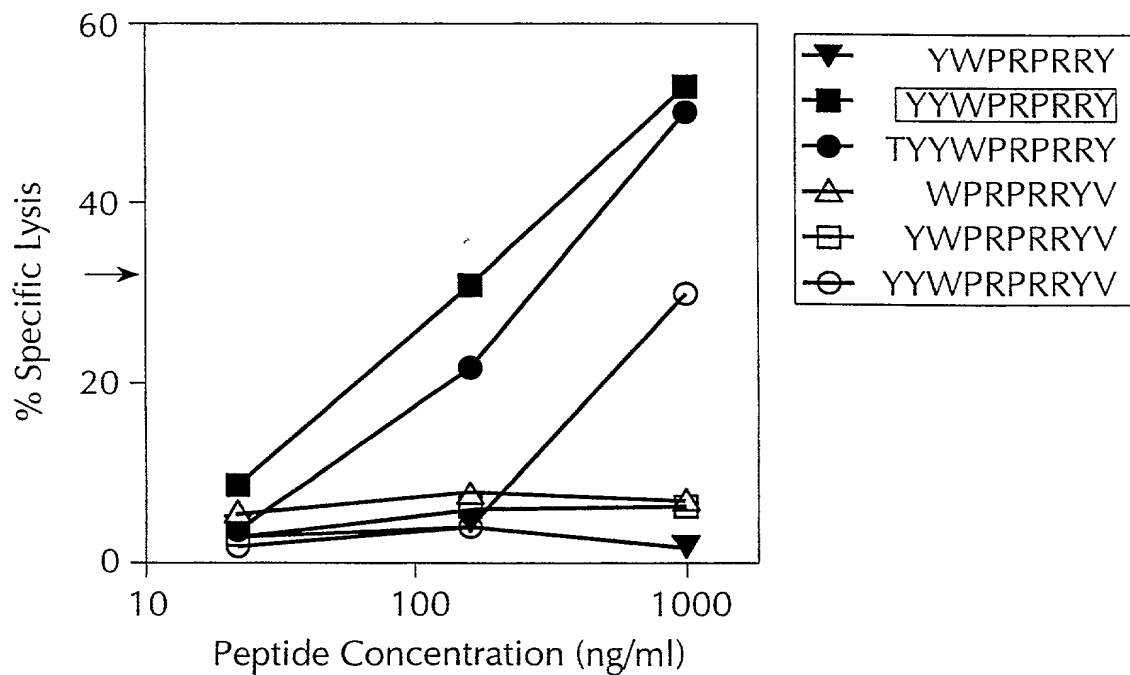 60
40
20
0
10
100
1000
% Specific Lysis
Peptide Concentration (ng/ml)
YWPRPRRY
YYWPRPRRY
TYYWPRPRRY
WPRPRRYV
YWPRPRRYV
YYWPRPRRYV